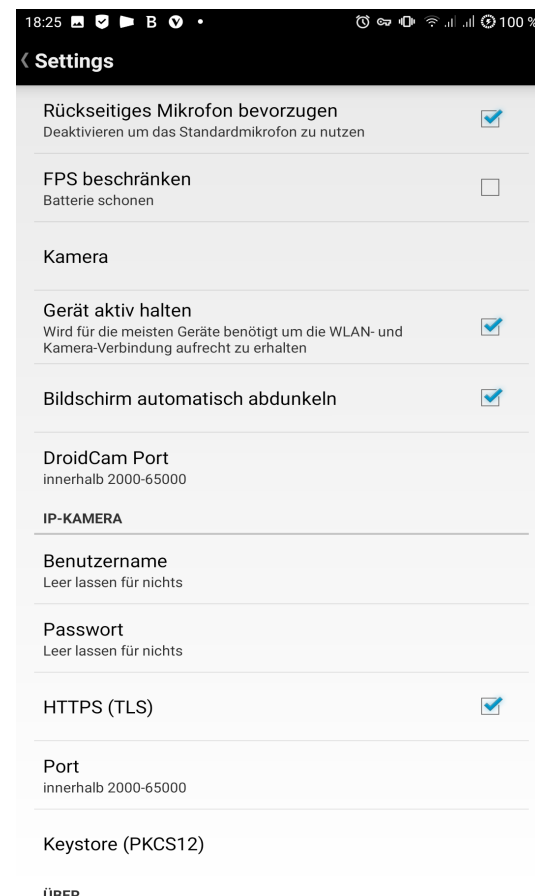 18:25 B V
100 %
Settings
Rückseitiges Mikrofon bevorzugen
Deaktivieren um das Standardmikrofon zu nutzen
FPS beschränken
Batterie schonen
Kamera
Gerät aktiv halten
Wird für die meisten Geräte benötigt um die WLAN- und
Kamera-Verbindung aufrecht zu erhalten
Bildschirm automatisch abdunkeln
DroidCam Port
innerhalb 2000-65000
IP-KAMERA
Benutzername
Leer lassen für nichts
Passwort
Leer lassen für nichts
HTTPS (TLS)
Port
innerhalb 2000-65000
Keystore (PKCS12)
ÜBER